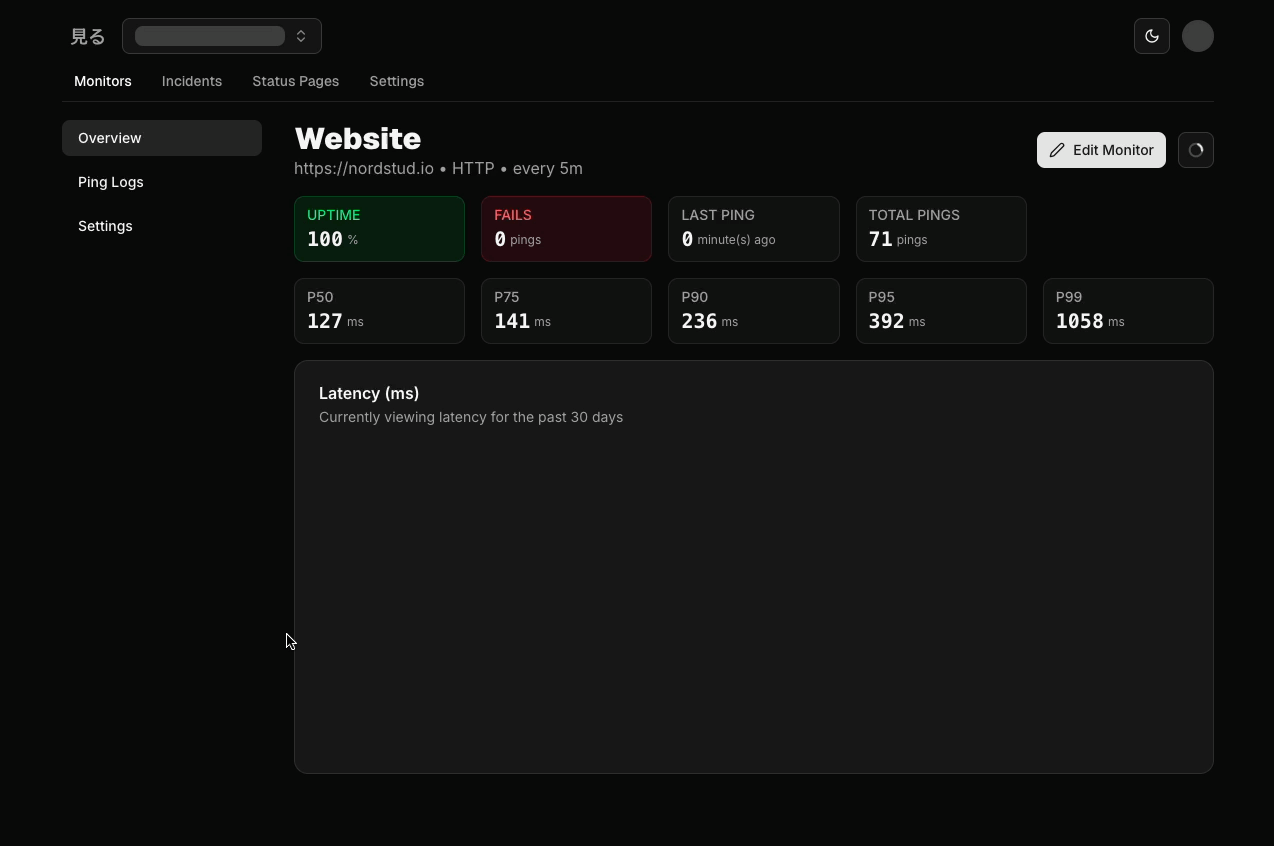 見る
Monitors Incidents Status Pages Settings
Overview
Ping Logs
Settings
Website
https://nordstud.io • HTTP • every 5m
Edit Monitor
UPTIME
100 %
FAILS
0 pings
LAST PING
0 minute(s) ago
TOTAL PINGS
71 pings
P50
127 ms
P75
141 ms
P90
236 ms
P95
392 ms
P99
1058 ms
Latency (ms)
Currently viewing latency for the past 30 days